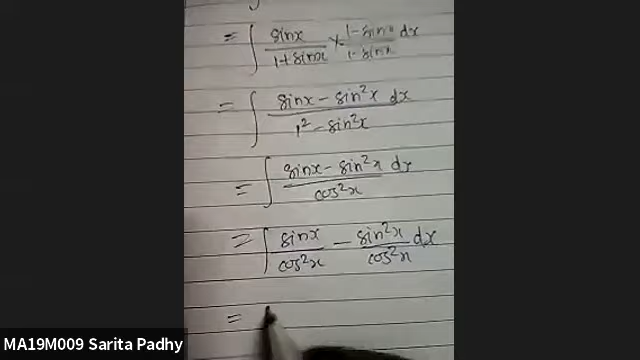 = ∫ sinx/1+sinx × 1-sinx/1-sinx dx
= ∫ sinx - sin²x/1² - sin²x dx
= ∫ sinx - sin²x/cos²x dx
= ∫ sinx/cos²x - sin²x/cos²x dx
=
MA19M009 Sarita Padhy